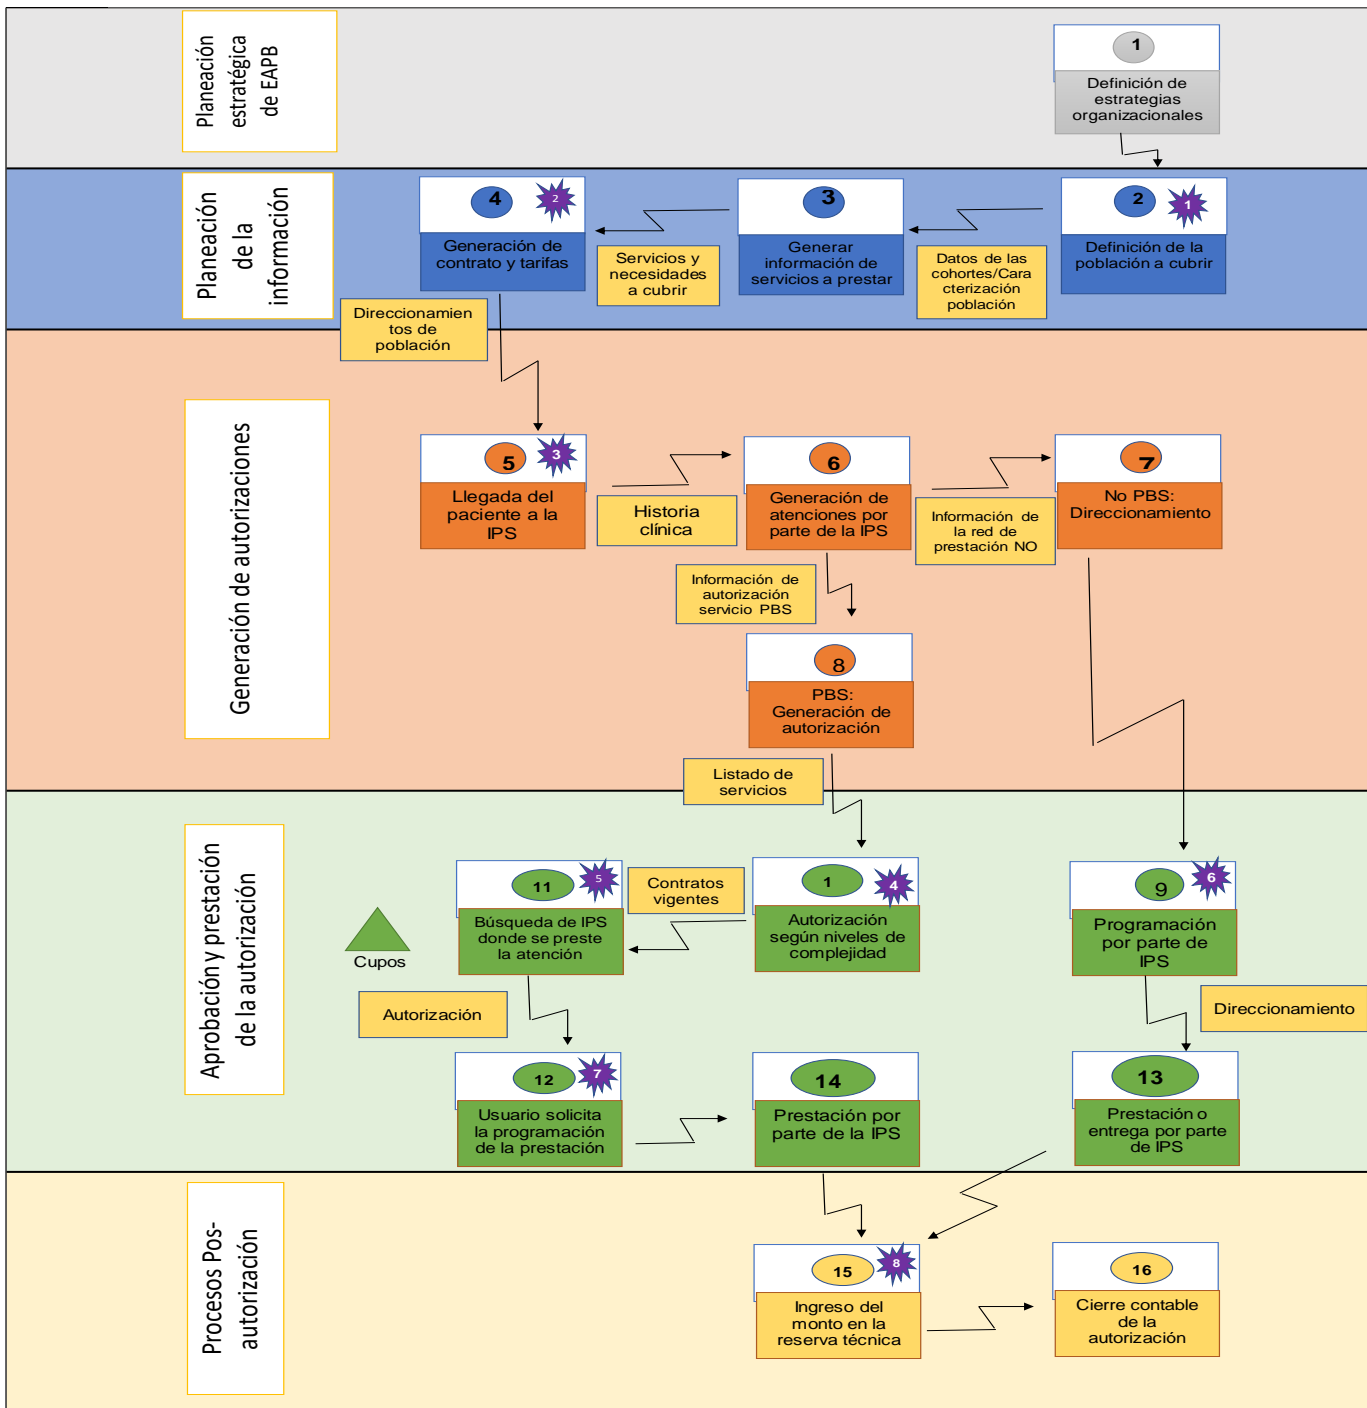 Planeación
estratégica
de EAPB
1
Definición de
estrategias
organizacionales
Planeación
de la
información
4
2
Generación de
contrato y tarifas
Servicios y
necesidades
a cubrir
3
Generar
información de
servicios a prestar
Datos de las
cohortes/Cara
cterización
población
2
1
Definición de la
población a cubrir
Direccionamien
tos de
población
Generación de autorizaciones
5
3
Llegada del
paciente a la
IPS
Historia
clínica
6
Generación de
atenciones por
parte de la IPS
Información de
la red de
prestación NO
7
No PBS:
Direccionamiento
Información de
autorización
servicio PBS
8
PBS:
Generación de
autorización
Listado de
servicios
Aprobación y prestación
de la autorización
Cupos
11
5
Búsqueda de IPS
donde se preste
la atención
Contratos
vigentes
1
4
Autorización
según niveles de
complejidad
9
6
Programación
por parte de
IPS
Autorización
Direccionamiento
12
7
Usuario solicita
la programación
de la prestación
14
Prestación por
parte de la IPS
13
Prestación o
entrega por parte
de IPS
Procesos Pos-
autorización
15
8
Ingreso del
monto en la
reserva técnica
16
Cierre contable
de la
autorización